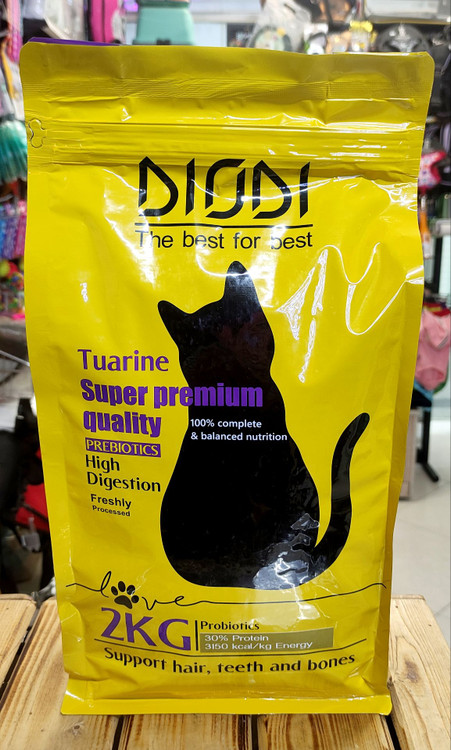 DIODI
The best for best
Tuarine
Super premium
quality
100% complete
& balanced nutrition
PREBIOTICS
High
Digestion
Freshly
Processed
love
2KG
Probiotics
30% Protein
3150 kcal/kg Energy
Support hair, teeth and bones